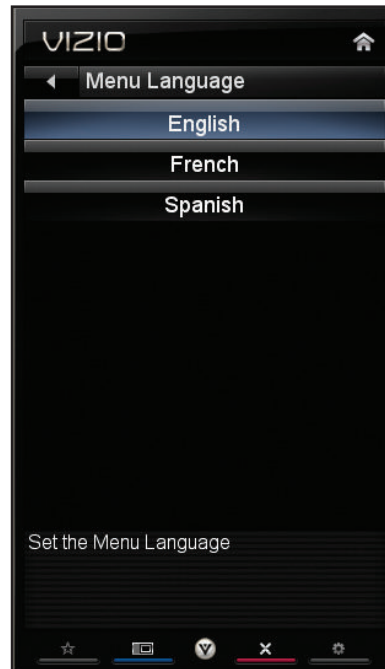 VIZIO
Menu Language
English
French
Spanish
Set the Menu Language